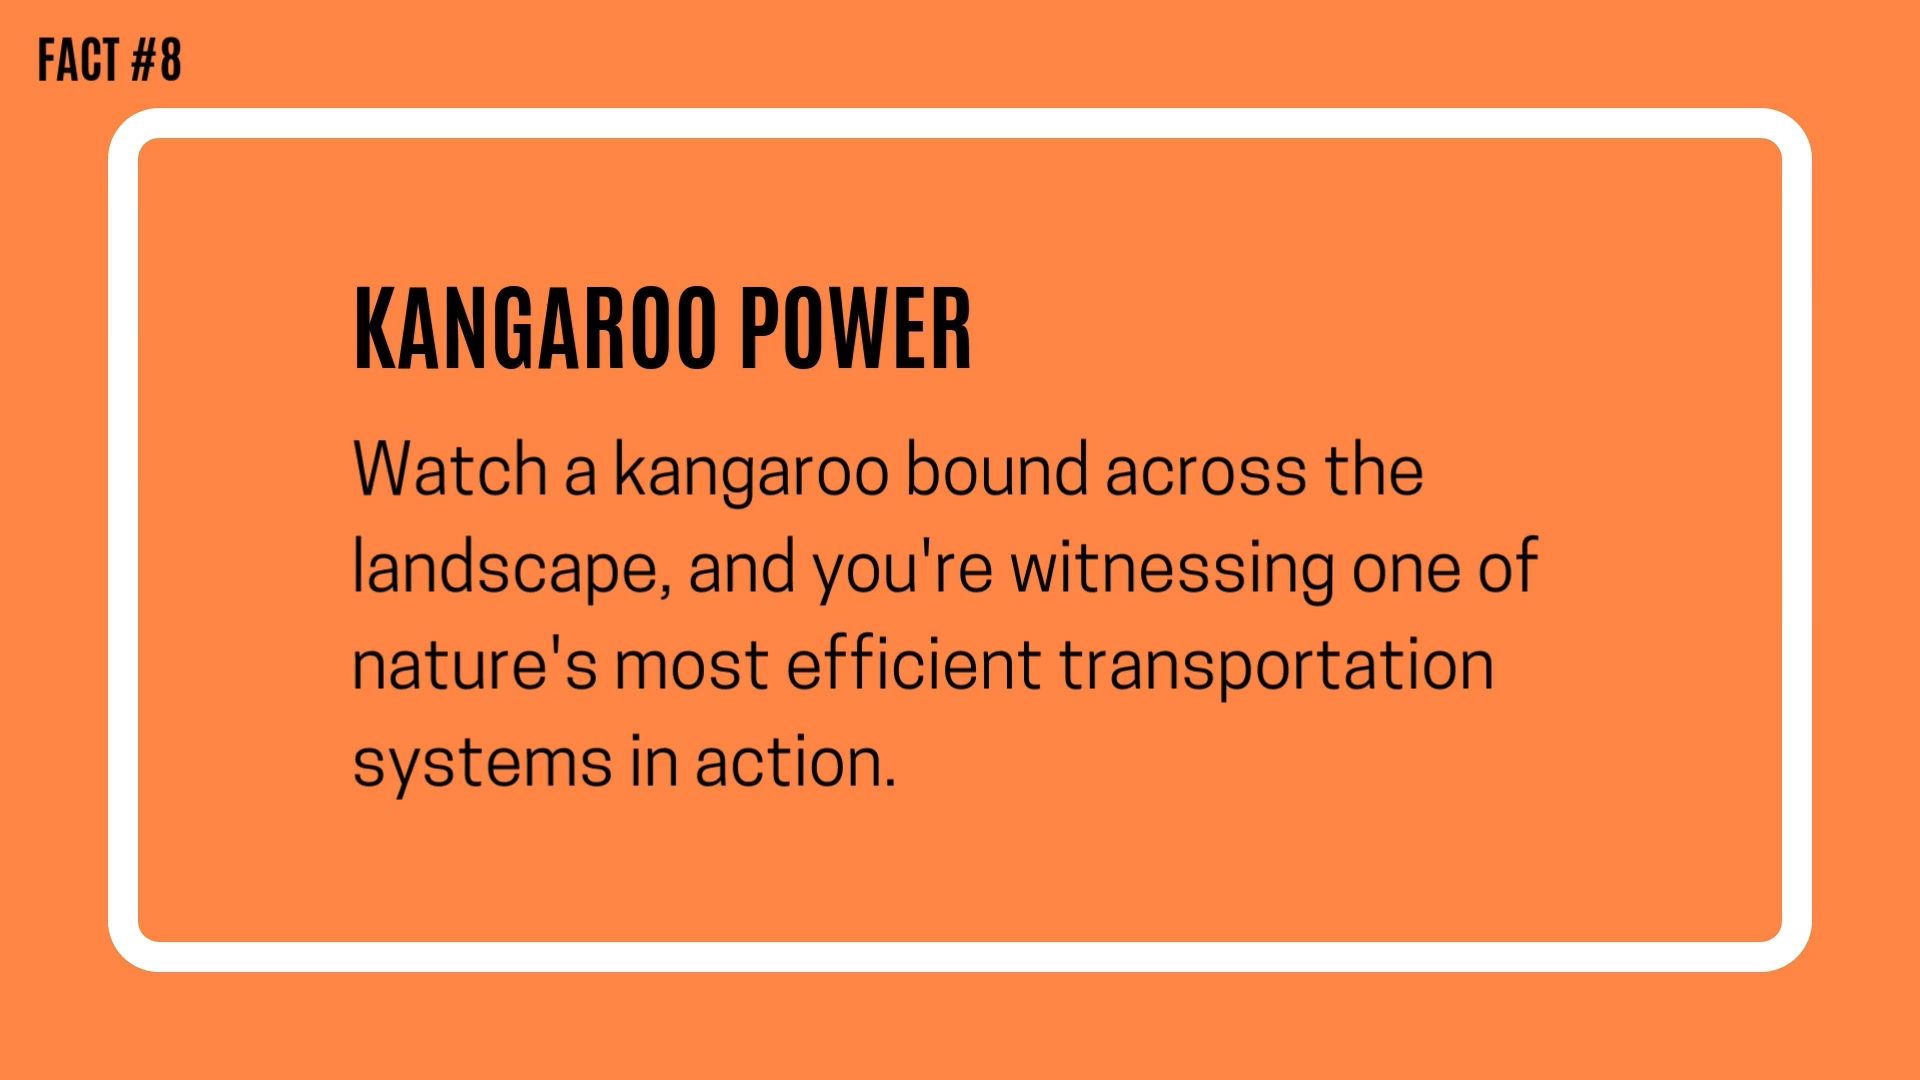 FACT #8
KANGAROO POWER
Watch a kangaroo bound across the
landscape, and you're witnessing one of
nature's most efficient transportation
systems in action.